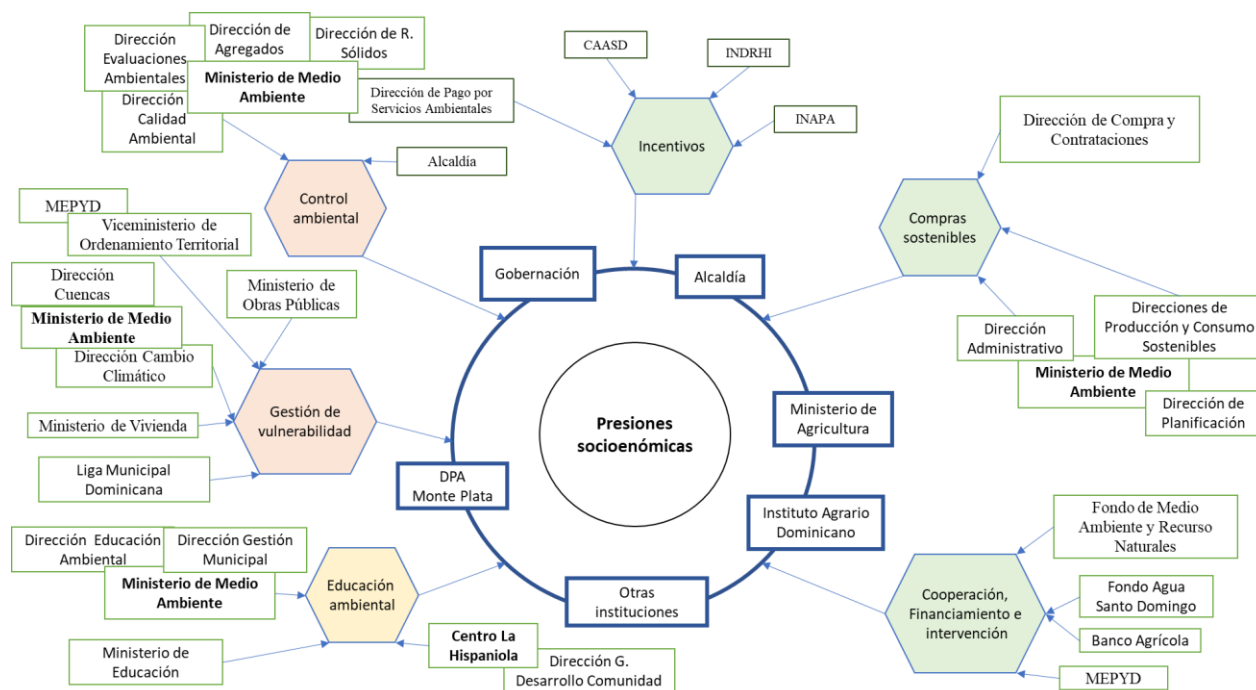 Dirección
Evaluaciones
Ambientales
Dirección de
Agregados
Dirección de R.
Sólidos
Ministerio de Medio
Ambiente
Dirección
Calidad
Ambiental
Dirección de Pago por
Servicios Ambientales
CAASD
INDRHI
INAPA
Incentivos
Alcaldía
Control
ambiental
Dirección de Compra y
Contrataciones
Compras
sostenibles
MEPYD
Viceministerio de
Ordenamiento Territorial
Dirección
Cuencas
Ministerio de Medio
Ambiente
Dirección Cambio
Climático
Ministerio de
Obras Públicas
Gestión de
vulnerabilidad
Ministerio de Vivienda
Liga Municipal
Dominicana
Gobernación
Alcaldía
Presiones
socioenómicas
Ministerio de
Agricultura
DPA
Monte Plata
Instituto Agrario
Dominicano
Otras
instituciones
Dirección
Administrativo
Direcciones de
Producción y Consumo
Sostenibles
Ministerio de Medio
Ambiente
Dirección de
Planificación
Dirección Educación
Ambiental
Dirección Gestión
Municipal
Ministerio de Medio
Ambiente
Educación
ambiental
Ministerio de
Educación
Centro La
Hispaniola
Dirección G.
Desarrollo Comunidad
Cooperación,
Financiamiento e
intervención
Fondo de Medio
Ambiente y Recurso
Naturales
Fondo Agua
Santo Domingo
Banco Agrícola
MEPYD